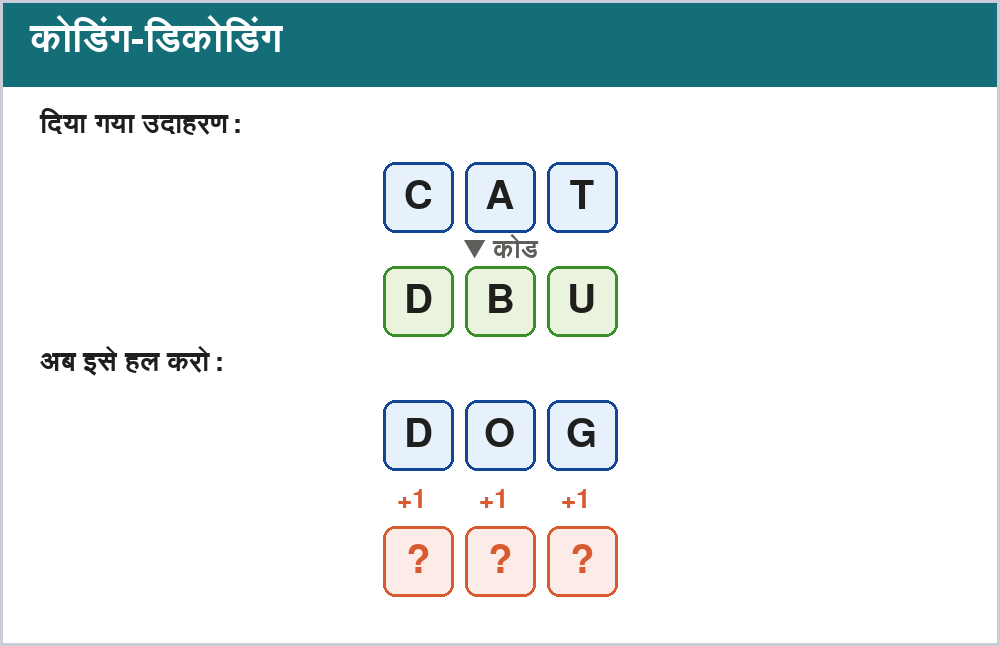 कोडिंग-डिकोडिंग
दिया गया उदाहरण :
C A T
▼ कोड
D B U
अब इसे हल करो :
D O G
+1 +1 +1
? ? ?